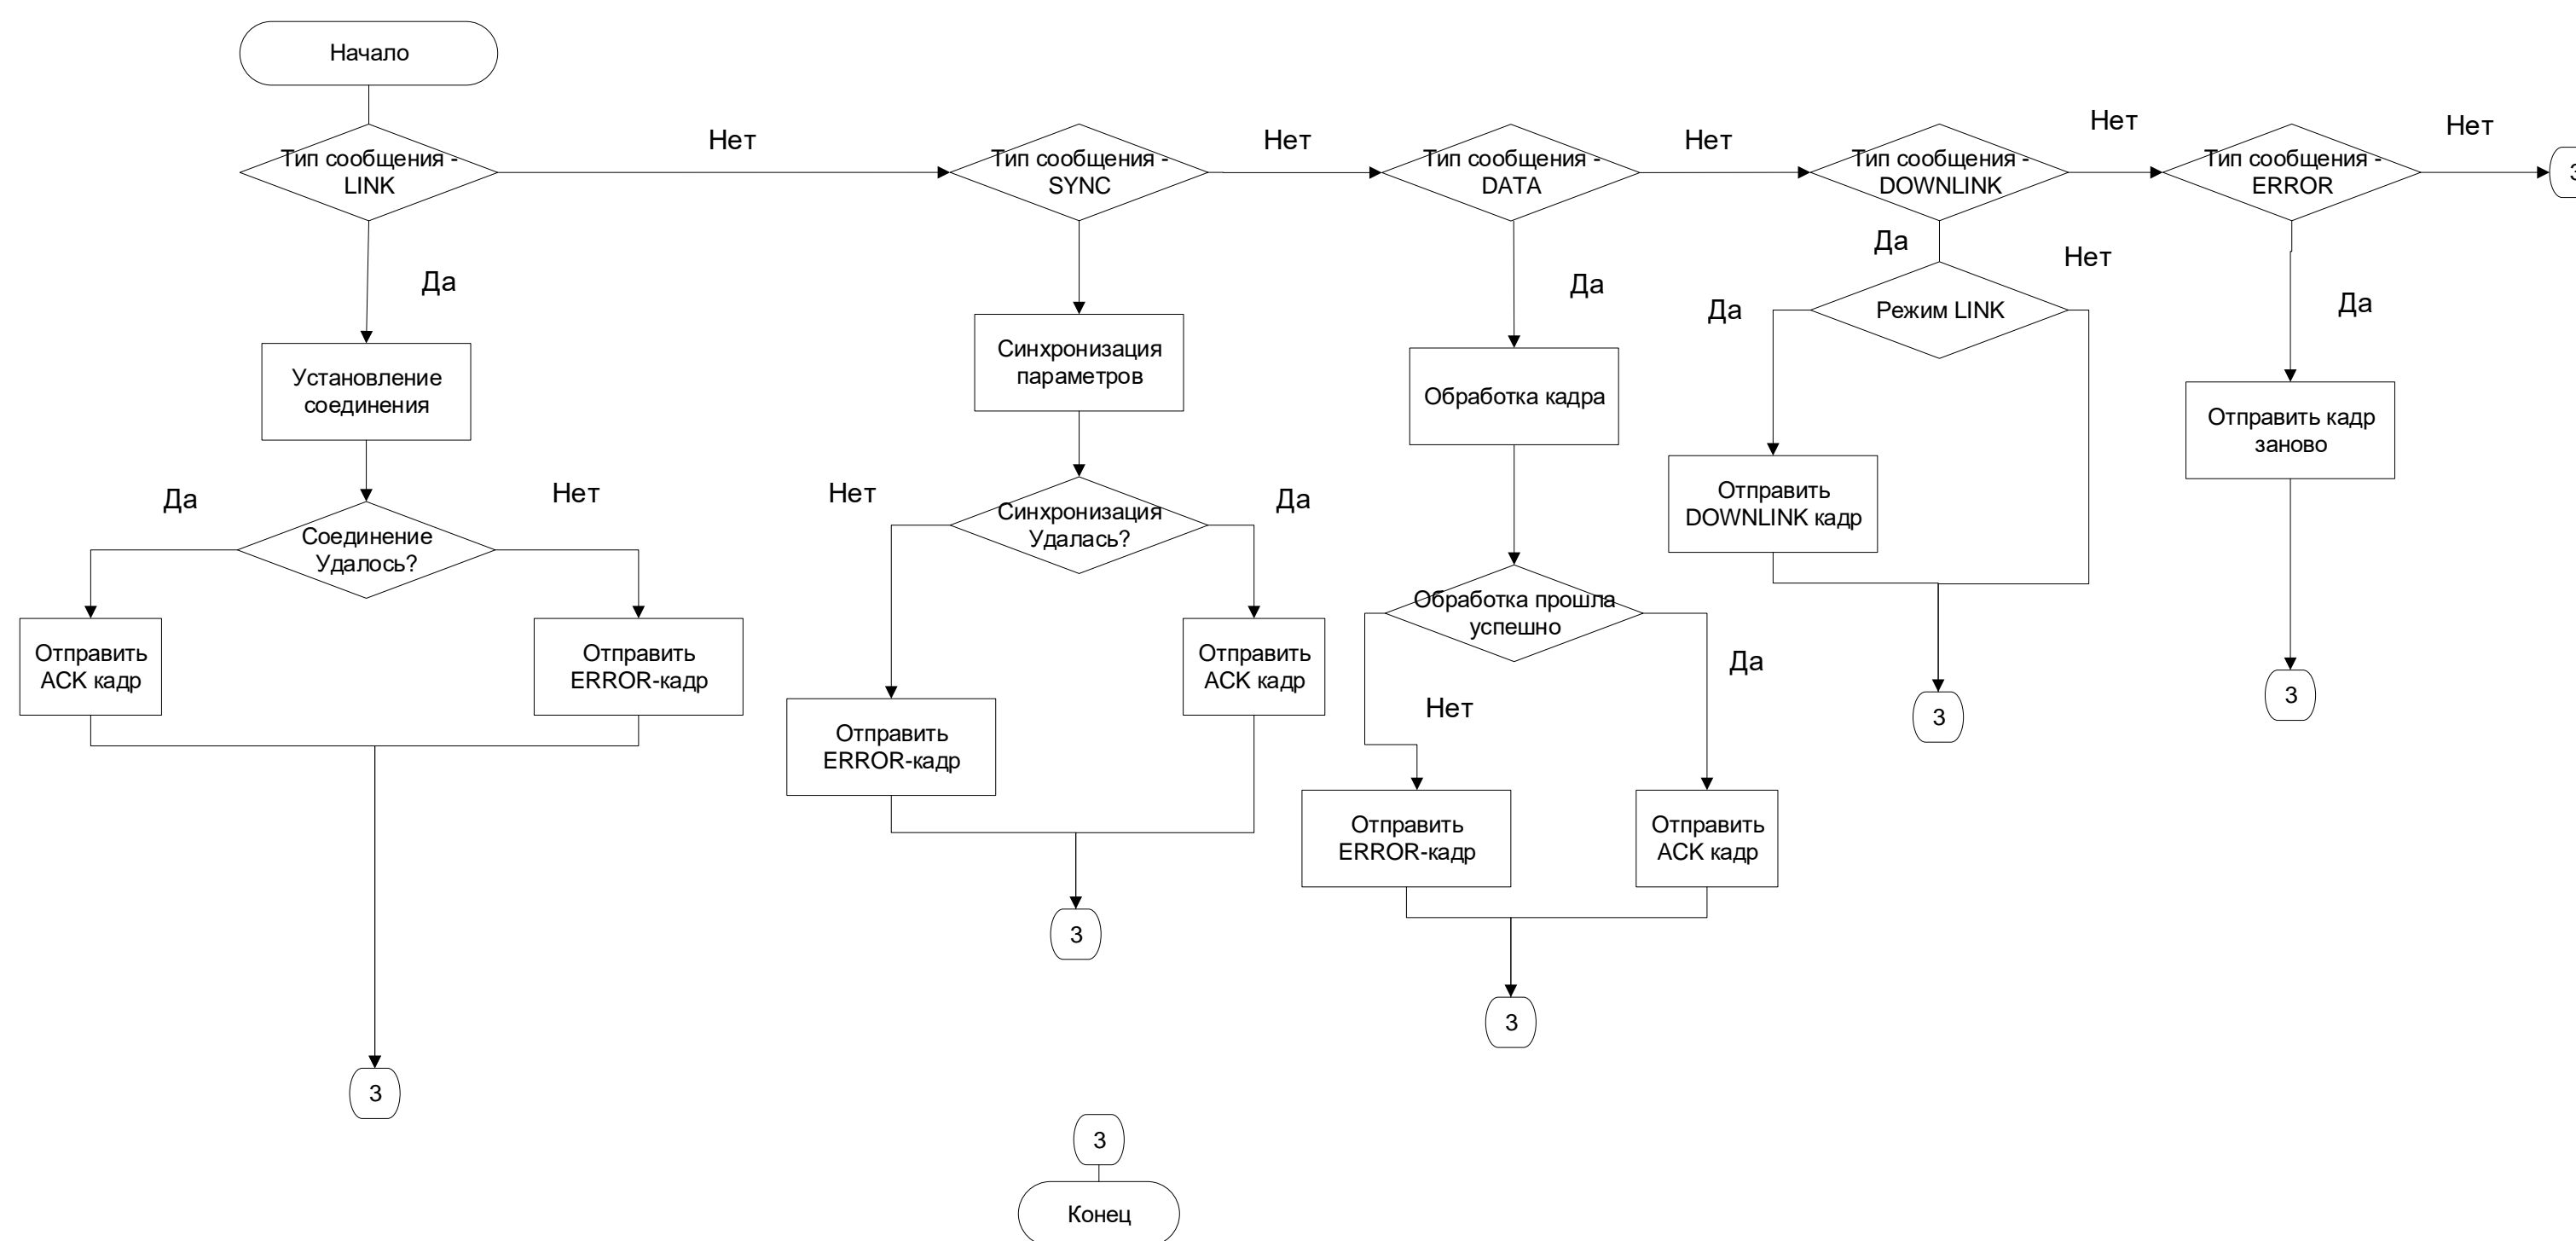 Начало
Тип сообщения -
LINK
Нет
Тип сообщения -
SYNC
Нет
Тип сообщения -
DATA
Нет
Тип сообщения -
DOWNLINK
Нет
Тип сообщения -
ERROR
Нет
3
Да
Установление
соединения
Соединение
Удалось?
Да
Нет
Отправить
ACK кадр
Отправить
ERROR-кадр
3
Синхронизация
параметров
Синхронизация
Удалась?
Нет
Да
Отправить
ERROR-кадр
Отправить
ACK кадр
3
Да
Обработка кадра
Обработка прошла
успешно
Нет
Да
Отправить
ERROR-кадр
Отправить
ACK кадр
3
Да
Режим LINK
Да
Нет
Отправить
DOWNLINK кадр
3
Да
Отправить кадр
заново
3
3
Конец